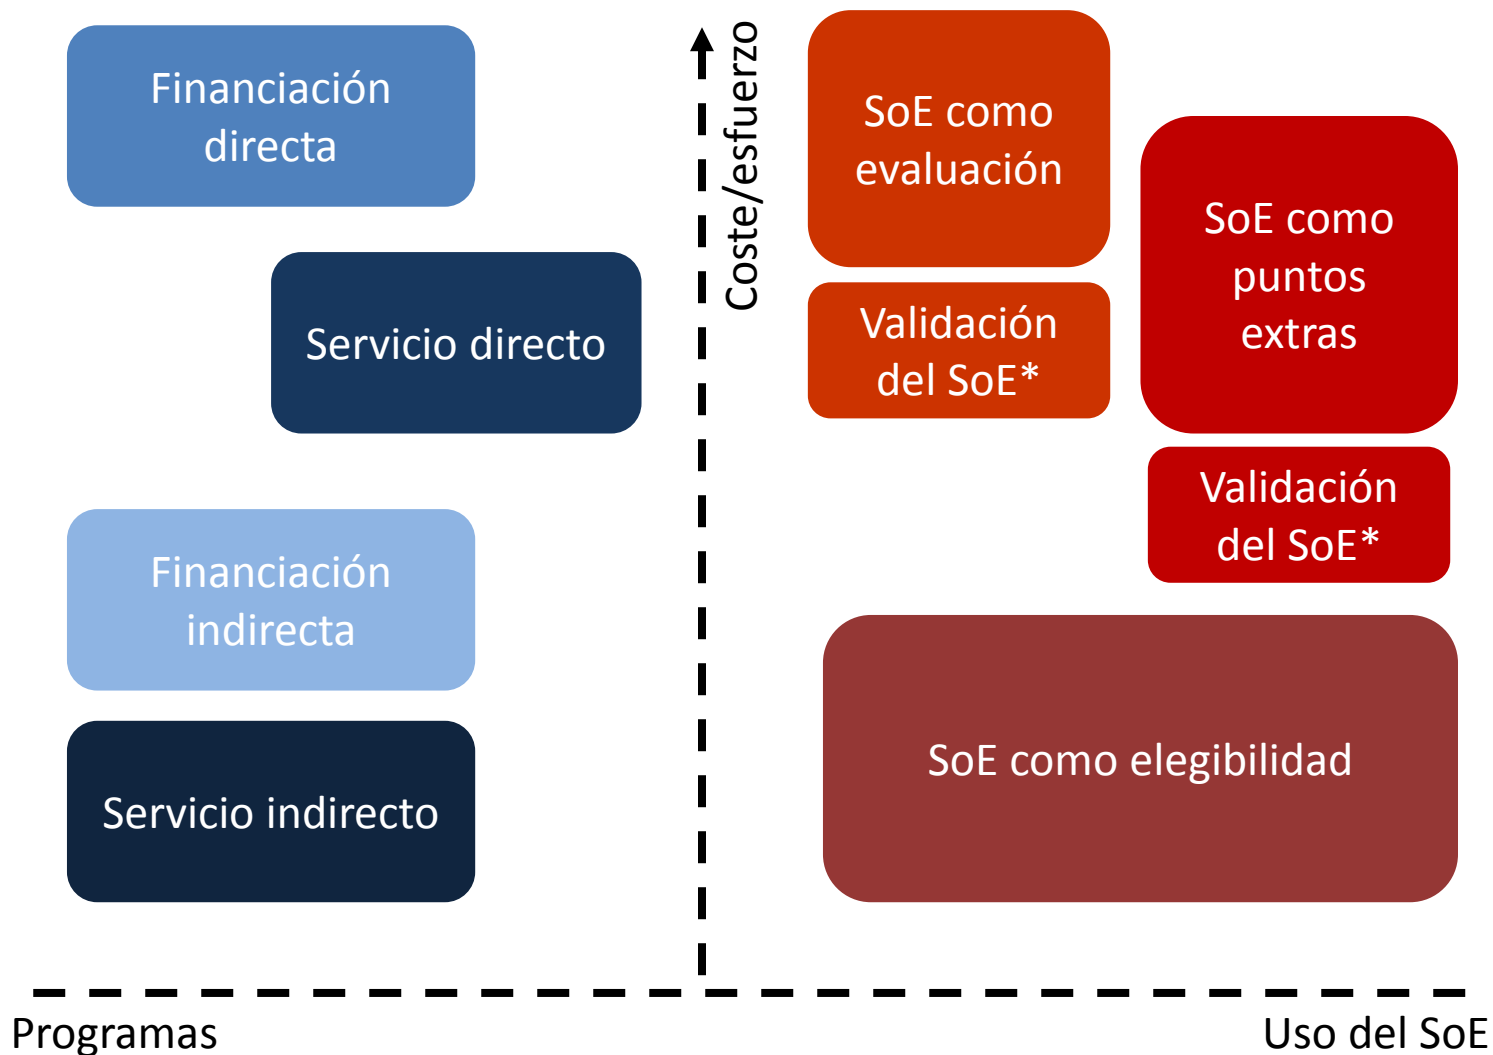 Financiación
directa
Servicio directo
Financiación
indirecta
Servicio indirecto
Coste/esfuerzo
SoE como
evaluación
Validación
del SoE*
SoE como
puntos
extras
Validación
del SoE*
SoE como elegibilidad
Programas
Uso del SoE